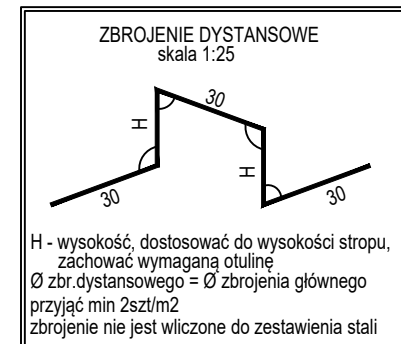 ZBROJENIE DYSTANSOWE
skala 1:25
30
H
H
30
30
H - wysokość, dostosować do wysokości stropu,
zachować wymaganą otulinę
Ø zbr.dystansowego = Ø zbrojenia głównego
przyjąć min 2szt/m2
zbrojenie nie jest wliczone do zestawienia stali